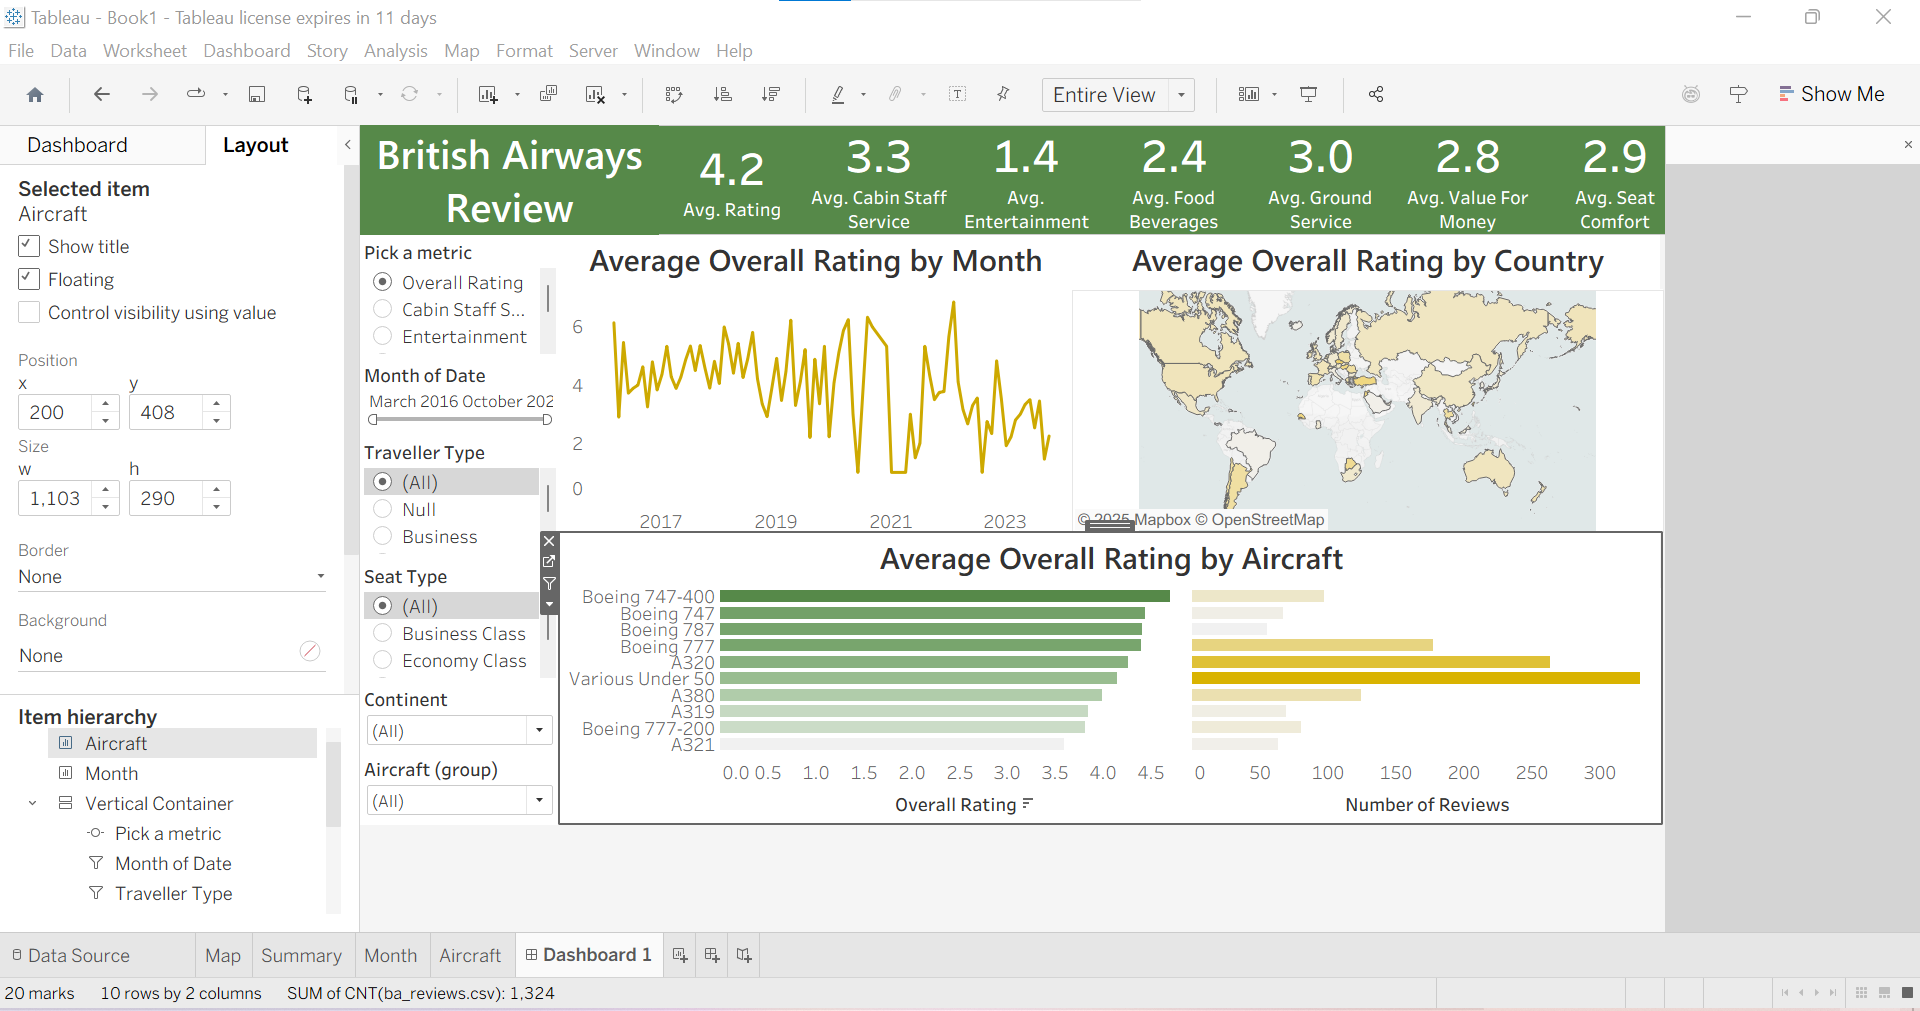 Tableau - Book1 - Tableau license expires in 11 days
File Data Worksheet Dashboard Story Analysis Map Format Server Window Help
Entire View
Show Me
Dashboard
Layout
Selected item
Aircraft
Show title
Floating
Control visibility using value
Position
x y
200 408
Size
w h
1,103 290
Border
None
Background
None
Item hierarchy
Aircraft
Month
Vertical Container
Pick a metric
Month of Date
Traveller Type
British Airways
Review
4.2
Avg. Rating
3.3
Avg. Cabin Staff
Service
1.4
Avg.
Entertainment
2.4
Avg. Food
Beverages
3.0
Avg. Ground
Service
2.8
Avg. Value For
Money
2.9
Avg. Seat
Comfort
Pick a metric
Overall Rating
Cabin Staff S...
Entertainment
Month of Date
March 2016 October 202
Traveller Type
(All)
Null
Business
Seat Type
(All)
Business Class
Economy Class
Continent
(All)
Aircraft (group)
(All)
Average Overall Rating by Month
6
4
2
0
2017 2019 2021 2023
Average Overall Rating by Country
© 2025 Mapbox © OpenStreetMap
Average Overall Rating by Aircraft
Boeing 747-400
Boeing 747
Boeing 787
Boeing 777
A320
Various Under 50
A380
A319
Boeing 777-200
A321
0.0 0.5 1.0 1.5 2.0 2.5 3.0 3.5 4.0 4.5
Overall Rating
0 50 100 150 200 250 300
Number of Reviews
Data Source Map Summary Month Aircraft Dashboard 1
20 marks 10 rows by 2 columns SUM of CNT(ba_reviews.csv): 1,324